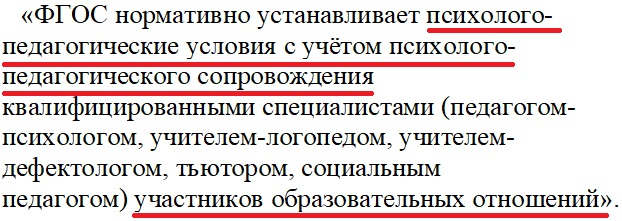 «ФГОС нормативно устанавливает психолого-
педагогические условия с учётом психолого-
педагогического сопровождения
квалифицированными специалистами (педагогом-
психологом, учителем-логопедом, учителем-
дефектологом, тьютором, социальным
педагогом) участников образовательных отношений».